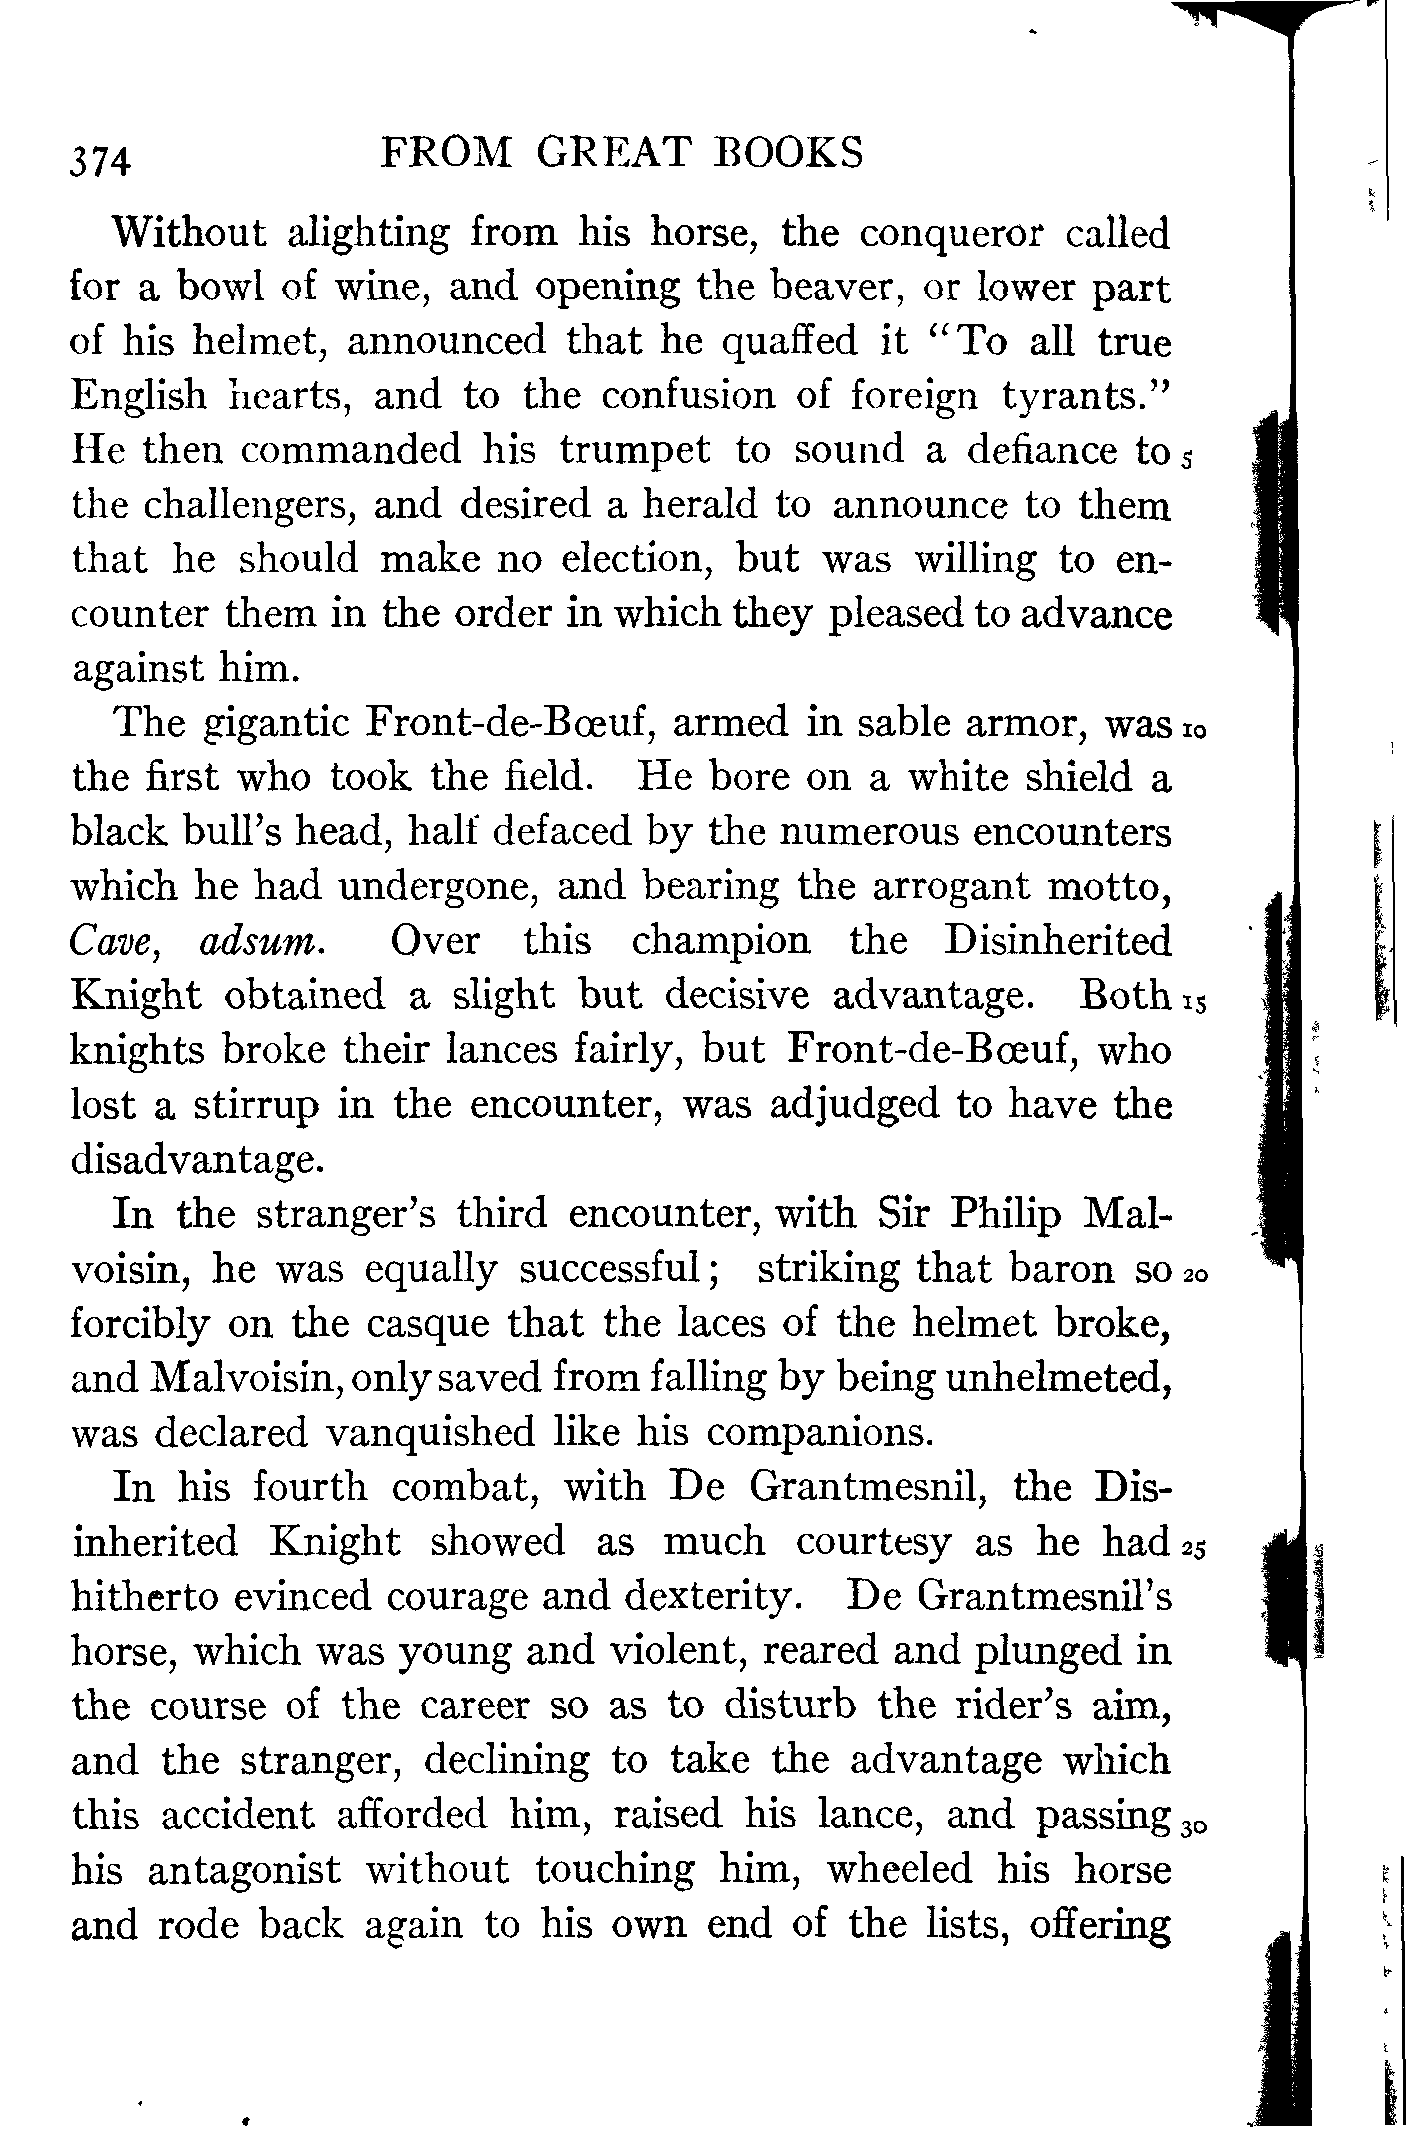 374 FROM GREAT BOOKS
Without alighting from his horse, the conqueror called
for a bowl of wine, and opening the beaver, or lower part
of his helmet, announced that he quaffed it “To all true
English hearts, and to the confusion of foreign tyrants.”
He then commanded his trumpet to sound a defiance to 5
the challengers, and desired a herald to announce to them
that he should make no election, but was willing to en-
counter them in the order in which they pleased to advance
against him.
The gigantic Front-de-Bœuf, armed in sable armor, was 10
the first who took the field. He bore on a white shield a
black bull’s head, half defaced by the numerous encounters
which he had undergone, and bearing the arrogant motto,
Cave, adsum. Over this champion the Disinherited
Knight obtained a slight but decisive advantage. Both 15
knights broke their lances fairly, but Front-de-Bœuf, who
lost a stirrup in the encounter, was adjudged to have the
disadvantage.
In the stranger’s third encounter, with Sir Philip Mal-
voisin, he was equally successful; striking that baron so 20
forcibly on the casque that the laces of the helmet broke,
and Malvoisin, only saved from falling by being unhelmeted,
was declared vanquished like his companions.
In his fourth combat, with De Grantmesnil, the Dis-
inherited Knight showed as much courtesy as he had 25
hitherto evinced courage and dexterity. De Grantmesnil’s
horse, which was young and violent, reared and plunged in
the course of the career so as to disturb the rider’s aim,
and the stranger, declining to take the advantage which
this accident afforded him, raised his lance, and passing 30
his antagonist without touching him, wheeled his horse
and rode back again to his own end of the lists, offering